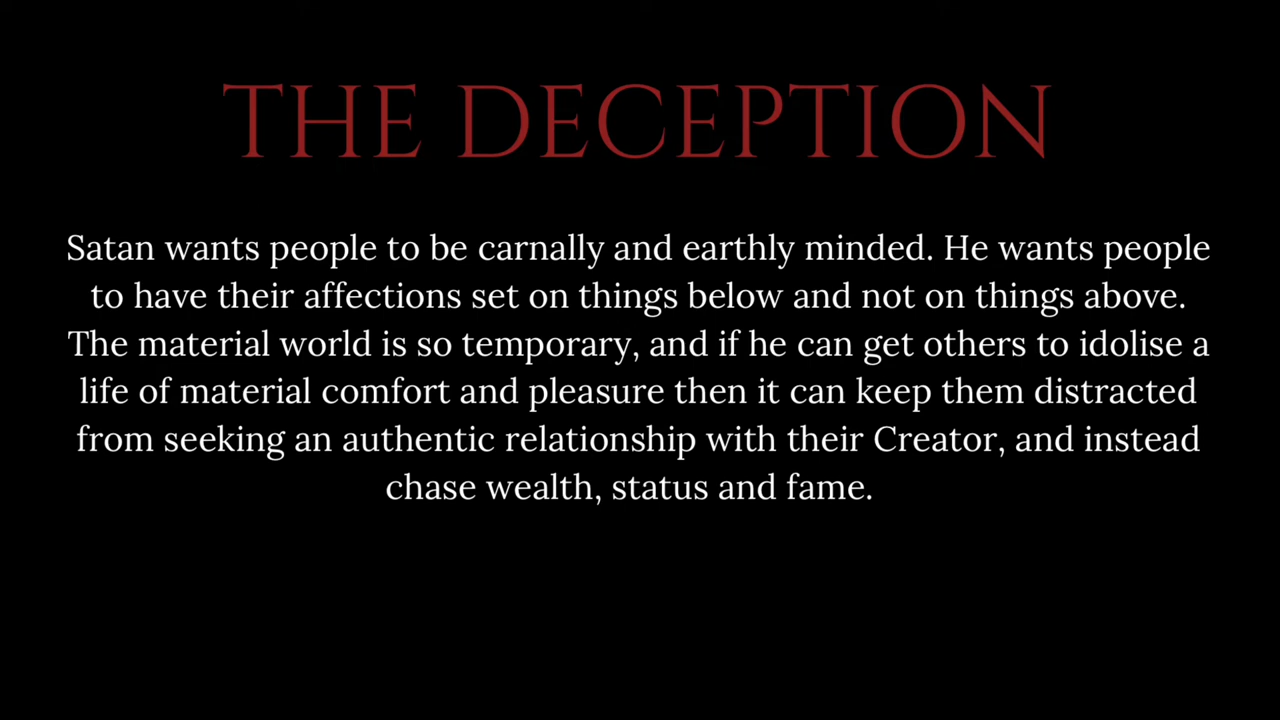 THE DECEPTION
Satan wants people to be carnally and earthly minded. He wants people
to have their affections set on things below and not on things above.
The material world is so temporary, and if he can get others to idolise a
life of material comfort and pleasure then it can keep them distracted
from seeking an authentic relationship with their Creator, and instead
chase wealth, status and fame.